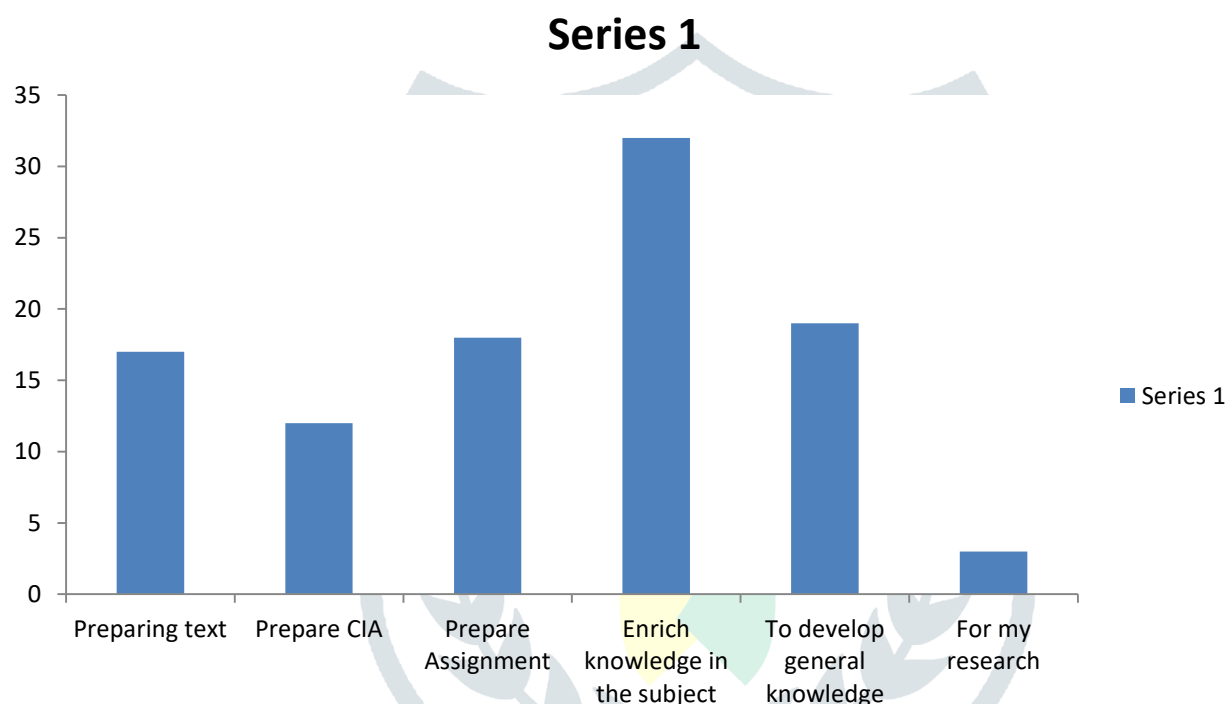 Series 1
35
30
25
20
15
10
5
0
Preparing text
Prepare CIA
Prepare
Assignment
Enrich
knowledge in
the subject
To develop
general
knowledge
For my
research
Series 1